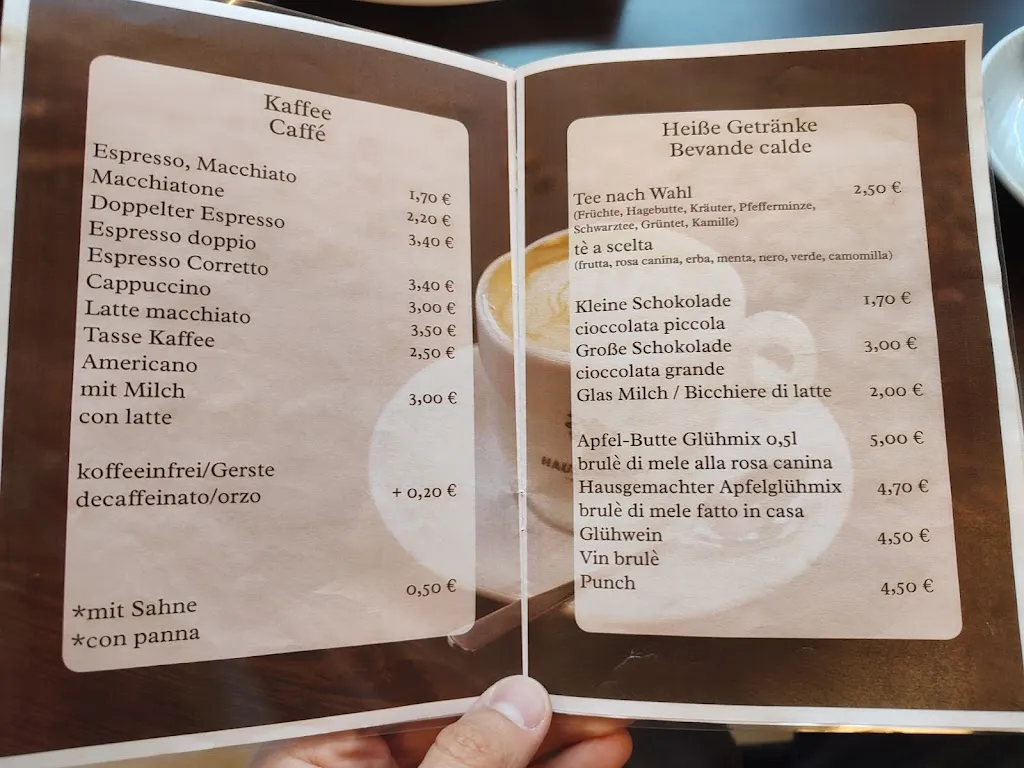 Kaffee
Caffé
Espresso, Macchiato 1,70 €
Macchiatone 2,20 €
Doppelter Espresso 3,40 €
Espresso doppio
Espresso Corretto 3,40 €
Cappuccino 3,00 €
Latte macchiato 3,50 €
Tasse Kaffee 2,50 €
Americano
mit Milch 3,00 €
con latte
koffeeinfrei/Gerste
decaffeinato/orzo + 0,20 €
*mit Sahne 0,50 €
*con panna
Heiße Getränke
Bevande calde
Tee nach Wahl 2,50 €
(Früchte, Hagebutte, Kräuter, Pfefferminze,
Schwarztee, Grüntet, Kamille)
tè a scelta
(frutta, rosa canina, erba, menta, nero, verde, camomilla)
Kleine Schokolade 1,70 €
cioccolata piccola
Große Schokolade 3,00 €
cioccolata grande
Glas Milch / Bicchiere di latte 2,00 €
Apfel-Butte Glühmix 0,5l 5,00 €
brulè di mele alla rosa canina
Hausgemachter Apfelglühmix 4,70 €
brulè di mele fatto in casa
Glühwein 4,50 €
Vin brulè
Punch 4,50 €